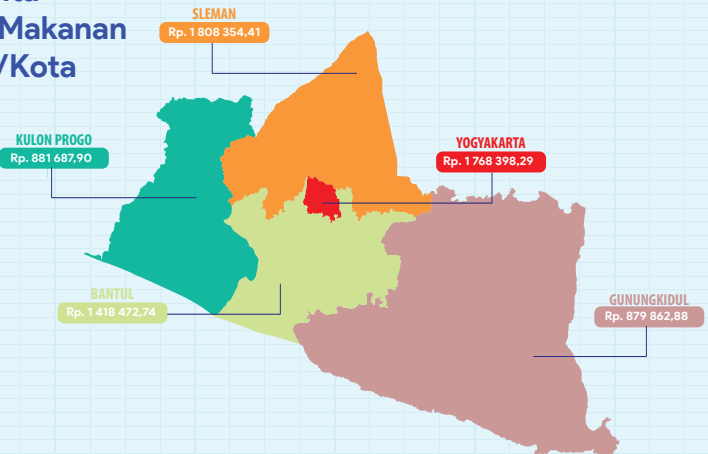 Makanan
/Kota
SLEMAN
Rp. 1 808 354,41
KULON PROGO
Rp. 881 687,90
YOGYAKARTA
Rp. 1 768 398,29
BANTUL
Rp. 1 418 472,74
GUNUNGKIDUL
Rp. 879 862,88